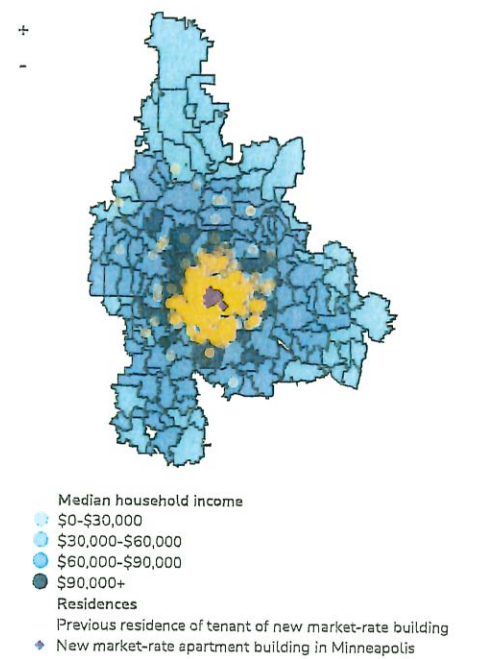 +
-
Median household income
$0-$30,000
$30,000-$60,000
$60,000-$90,000
$90,000+
Residences
Previous residence of tenant of new market-rate building
New market-rate apartment building in Minneapolis